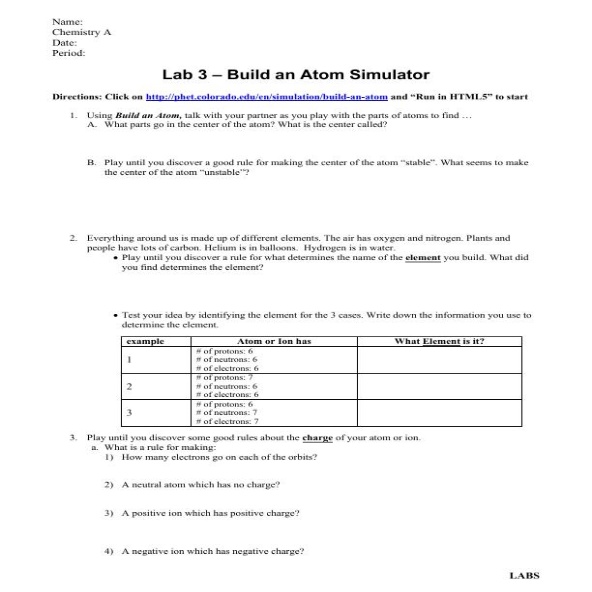 Name:
Chemistry A
Date:
Period:
Lab 3 – Build an Atom Simulator
Directions: Click on http://phet.colorado.edu/en/simulation/build-an-atom and “Run in HTML5” to start
1. Using Build an Atom, talk with your partner as you play with the parts of atoms to find …
A. What parts go in the center of the atom? What is the center called?
B. Play until you discover a good rule for making the center of the atom “stable”. What seems to make
the center of the atom “unstable”?
2. Everything around us is made up of different elements. The air has oxygen and nitrogen. Plants and
people have lots of carbon. Helium is in balloons. Hydrogen is in water.
• Play until you discover a rule for what determines the name of the element you build. What did
you find determines the element?
• Test your idea by identifying the element for the 3 cases. Write down the information you use to
determine the element.
example Atom or Ion has What Element is it?
1 # of protons: 6
# of neutrons: 6
# of electrons: 6
2 # of protons: 7
# of neutrons: 6
# of electrons: 6
3 # of protons: 6
# of neutrons: 7
# of electrons: 7
3. Play until you discover some good rules about the charge of your atom or ion.
a. What is a rule for making:
1) How many electrons go on each of the orbits?
2) A neutral atom which has no charge?
3) A positive ion which has positive charge?
4) A negative ion which has negative charge?
LABS